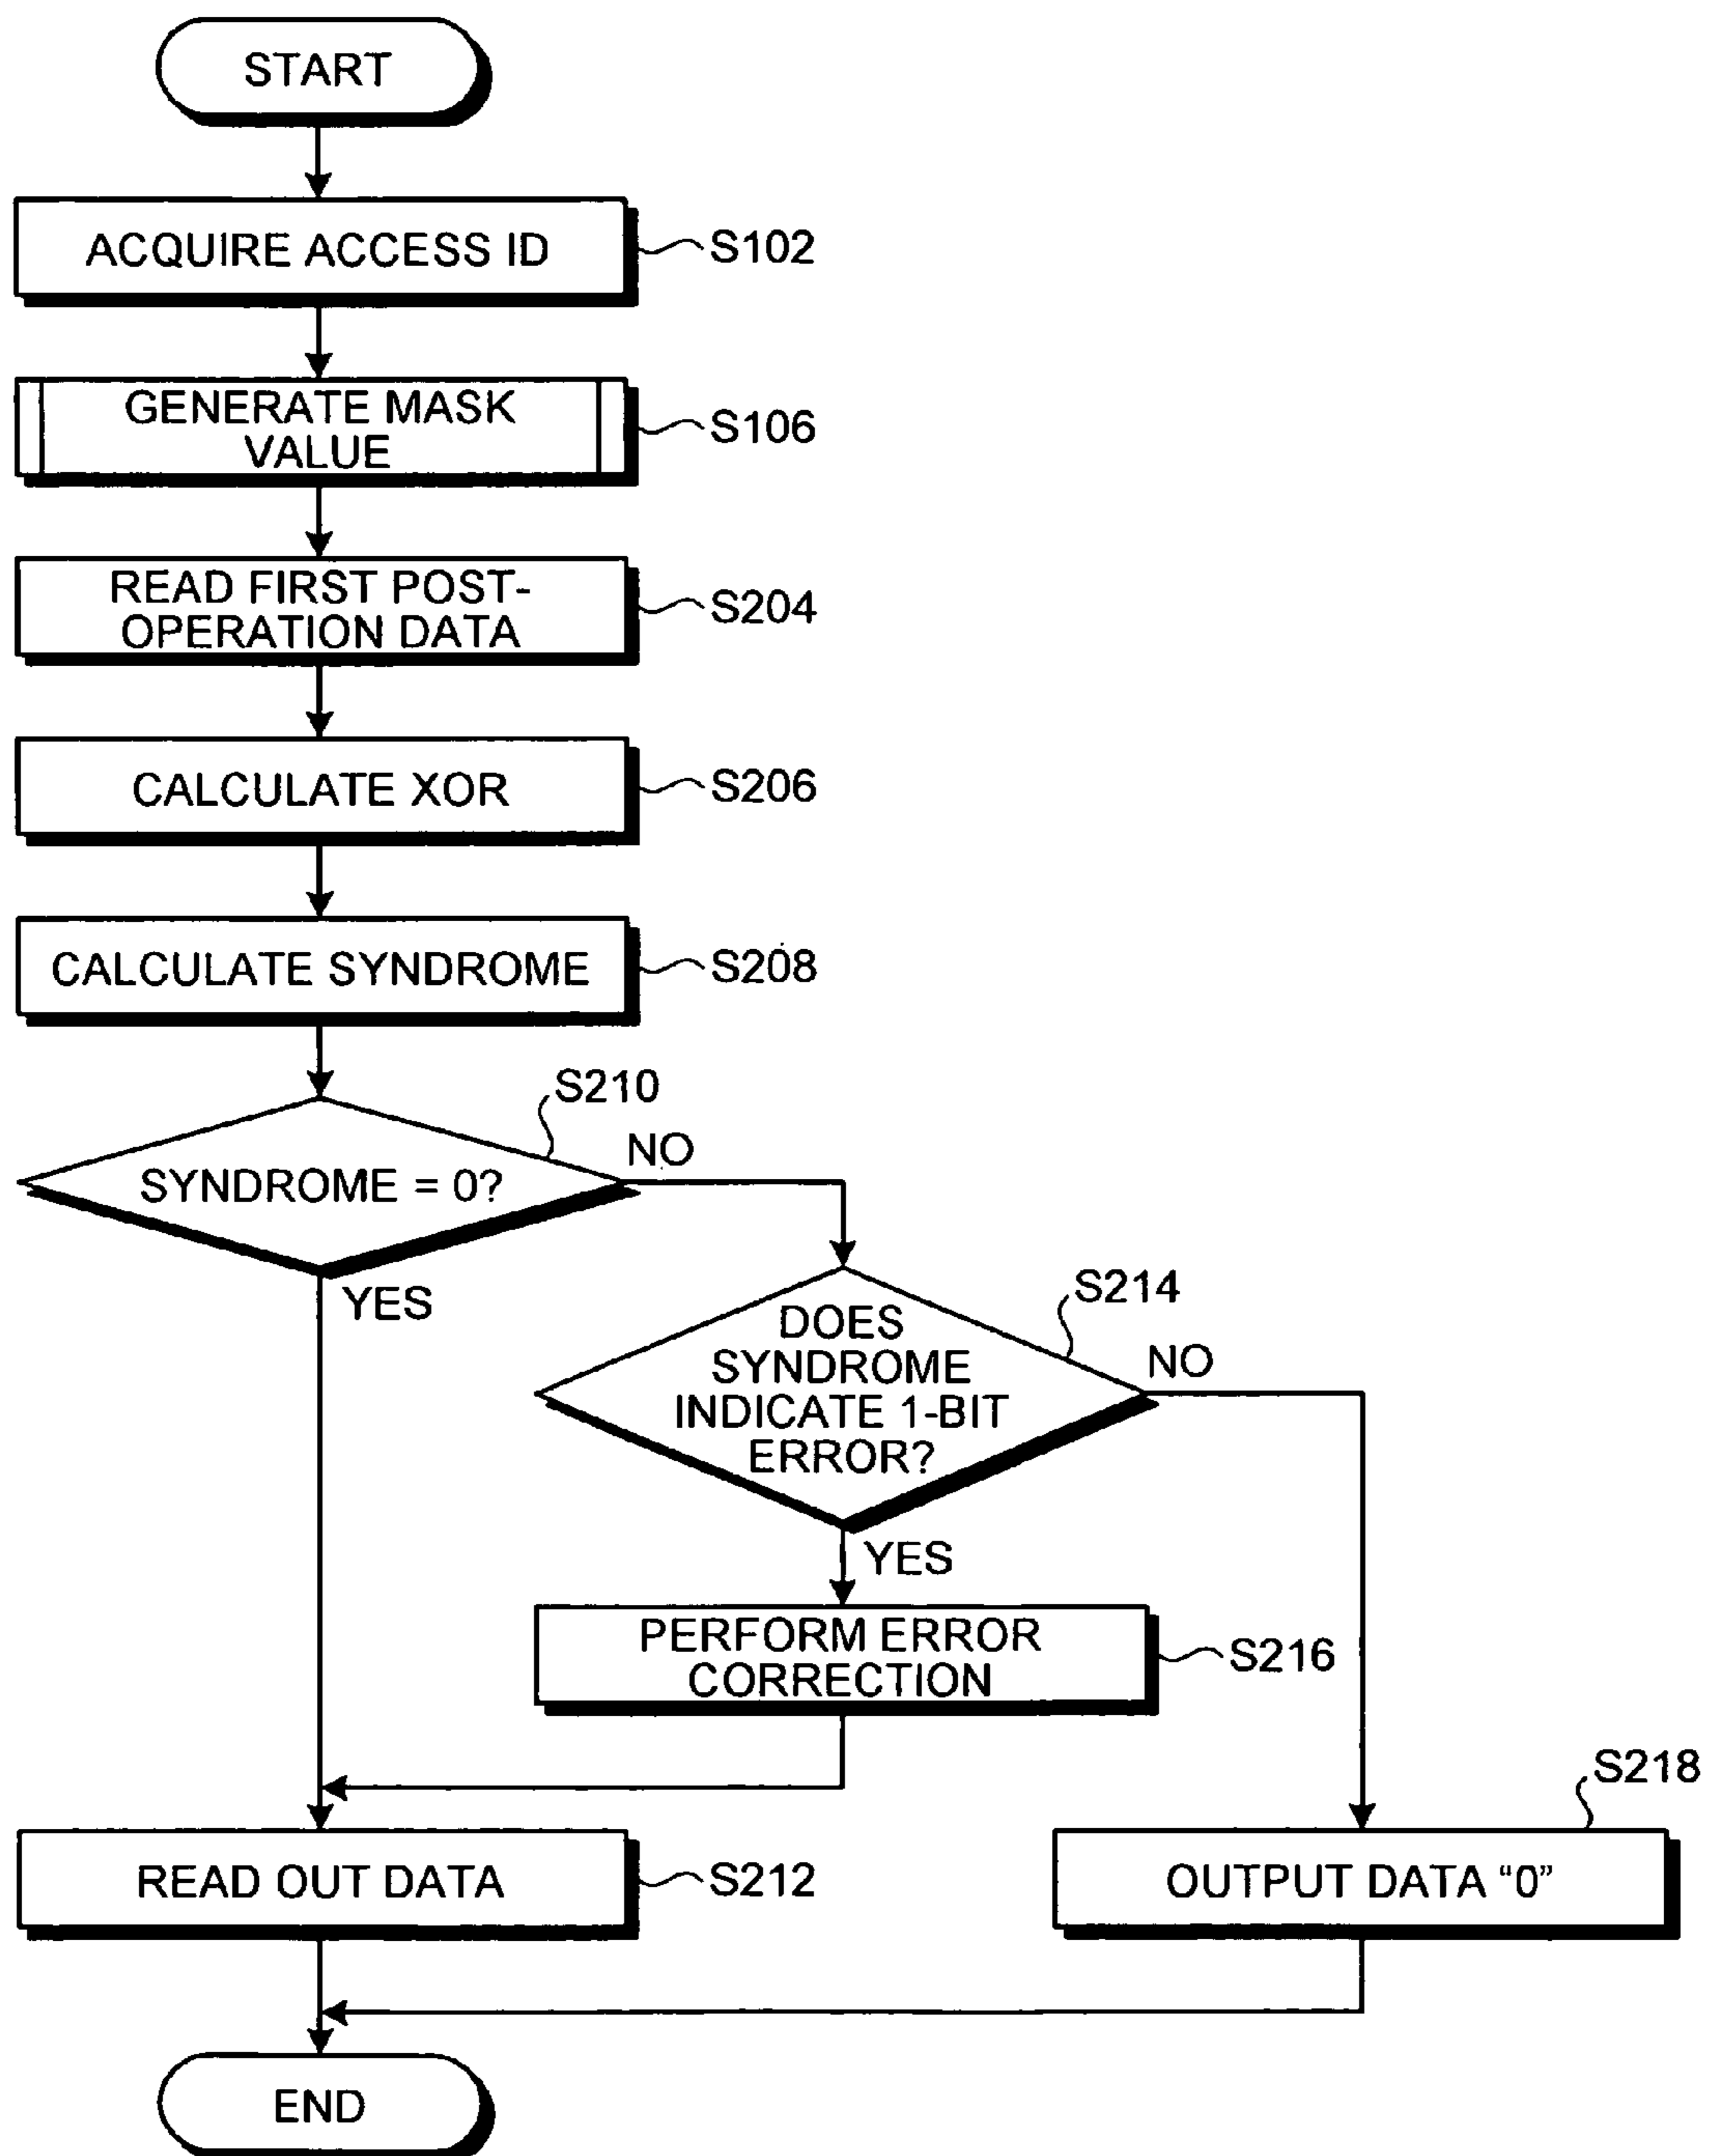 START
ACQUIRE ACCESS ID
S102
GENERATE MASK
VALUE
S106
READ FIRST POST-
OPERATION DATA
S204
CALCULATE XOR
S206
CALCULATE SYNDROME
S208
S210
SYNDROME = 0?
NO
YES
S214
DOES
SYNDROME
INDICATE 1-BIT
ERROR?
NO
YES
PERFORM ERROR
CORRECTION
S216
S218
READ OUT DATA
S212
OUTPUT DATA “0”
END